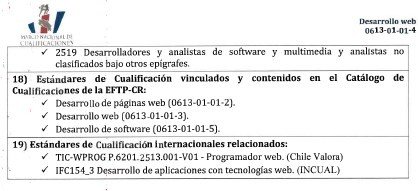 MARCO NACIONAL DE
CUALIFICACIONES
Desarrollo web
0613-01-01-4
✓ 2519 Desarrolladores y analistas de software y multimedia y analistas no
clasificados bajo otros epígrafes.
18) Estándares de Cualificación vinculados y contenidos en el Catálogo de
Cualificaciones de la EFTP-CR:
✓ Desarrollo de páginas web (0613-01-01-2).
✓ Desarrollo web (0613-01-01-3).
✓ Desarrollo de software (0613-01-01-5).
19) Estándares de Cualificación internacionales relacionados:
✓ TIC-WPROG P.6201.2513.001-V01 - Programador web. (Chile Valora)
✓ IFC154_3 Desarrollo de aplicaciones con tecnologías web. (INCUAL)